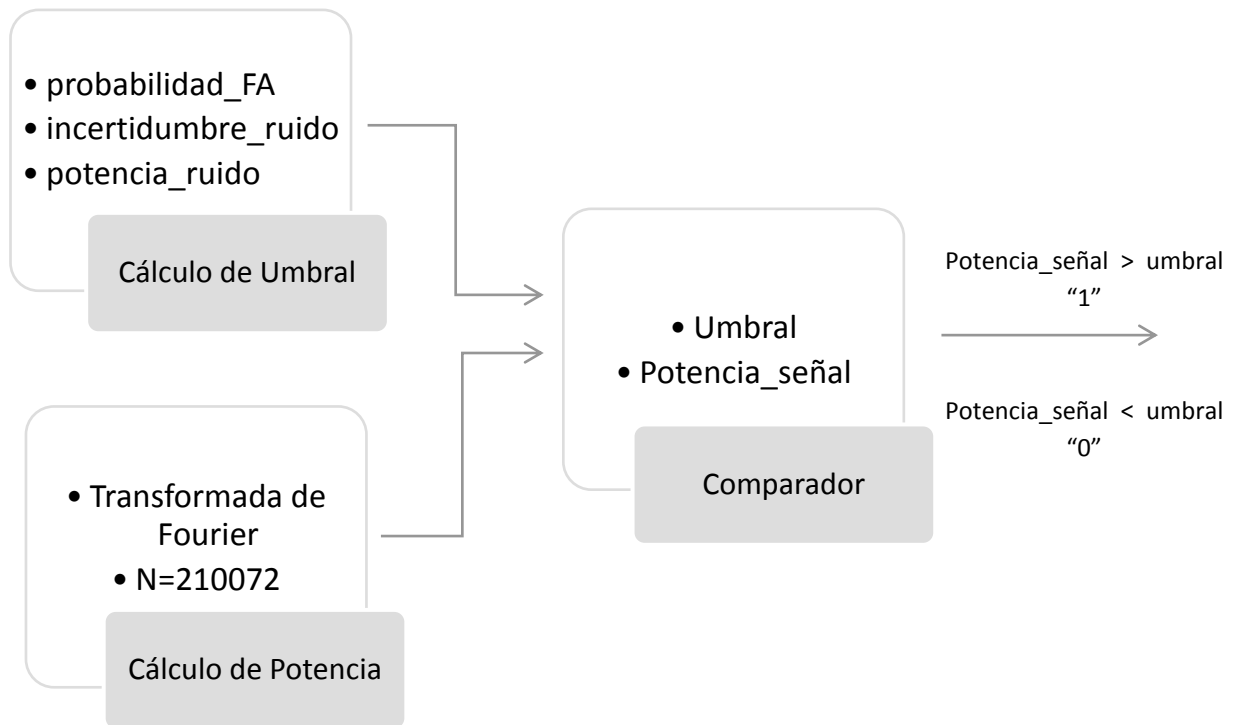 • probabilidad_FA
• incertidumbre_ruido
• potencia_ruido
Cálculo de Umbral
• Transformada de
Fourier
• N=210072
Cálculo de Potencia
• Umbral
• Potencia_señal
Comparador
Potencia_señal > umbral
“1”
Potencia_señal < umbral
“0”